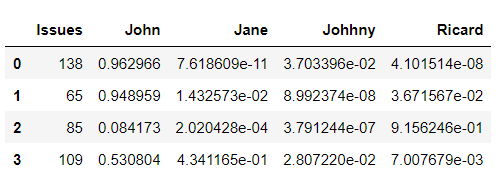 Issues John Jane Johhny Ricard
0 138 0.962966 7.618609e-11 3.703396e-02 4.101514e-08
1 65 0.948959 1.432573e-02 8.992374e-08 3.671567e-02
2 85 0.084173 2.020428e-04 3.791244e-07 9.156246e-01
3 109 0.530804 4.341165e-01 2.807220e-02 7.007679e-03